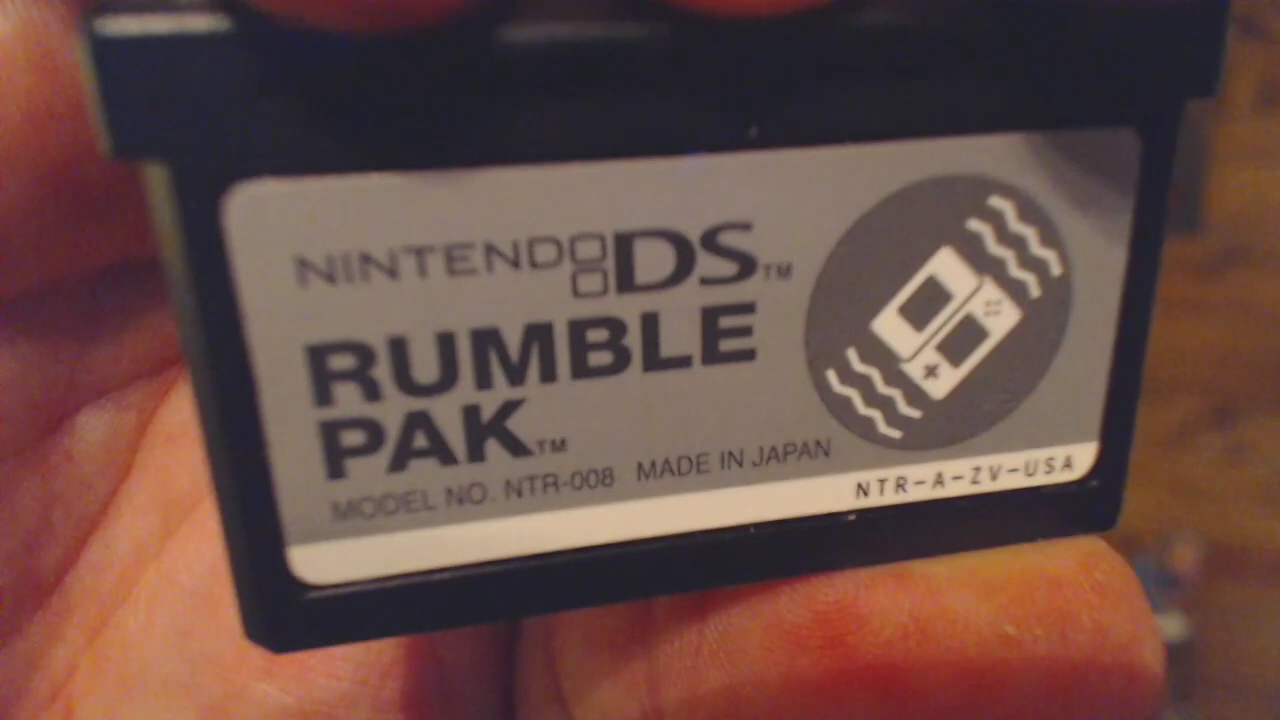 NINTENDO DS™
RUMBLE
PAK™
MODEL NO. NTR-008 MADE IN JAPAN
NTR-A-ZV-USA